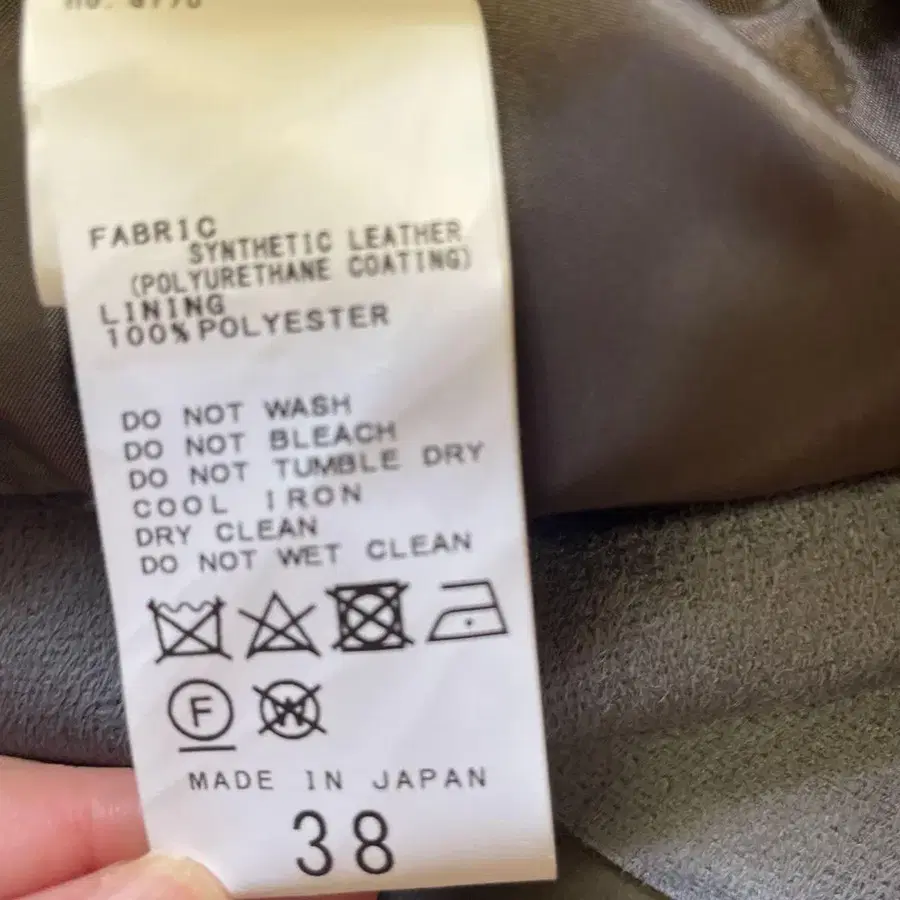 FABRIC
SYNTHETIC LEATHER
(POLYURETHANE COATING)
LINING
100%POLYESTER
DO NOT WASH
DO NOT BLEACH
DO NOT TUMBLE DRY
COOL IRON
DRY CLEAN
DO NOT WET CLEAN
F W
MADE IN JAPAN
38